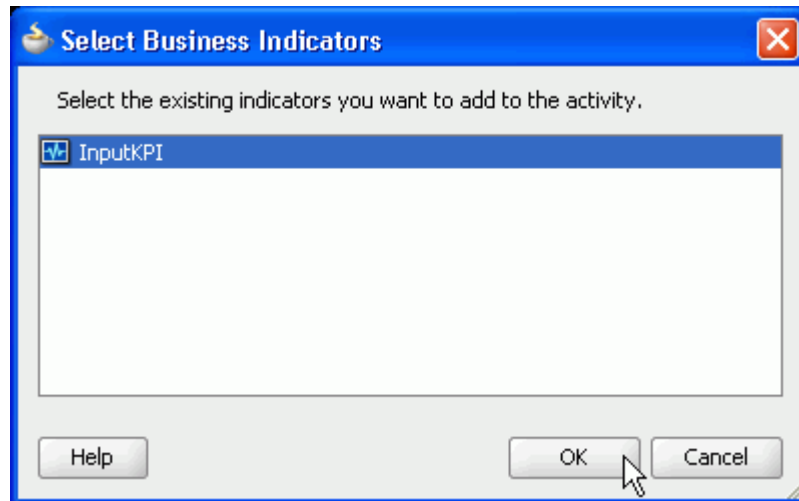 Select Business Indicators
Select the existing indicators you want to add to the activity.
InputKPI
Help OK Cancel